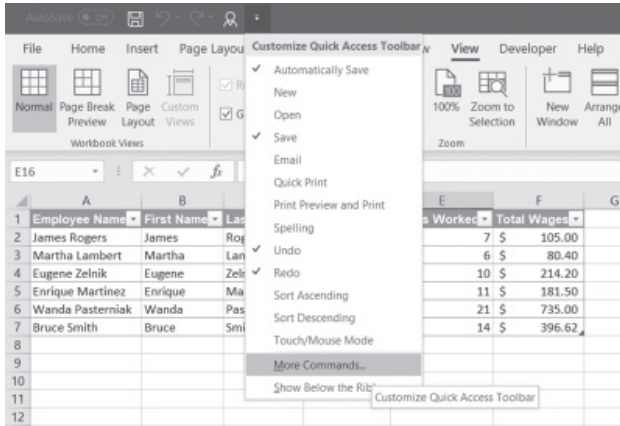 AutoSave Off
File Home Insert Page Layou View Developer Help
Customize Quick Access Toolbar
Automatically Save
New
Open
Save
Email
Quick Print
Print Preview and Print
Spelling
Undo
Redo
Sort Ascending
Sort Descending
Touch/Mouse Mode
More Commands...
Show Below the Rib
Customize Quick Access Toolbar
Normal Page Break Preview Page Layout Custom Views
Workbook Views
100% Zoom to Selection New Window Arrange All
Zoom
E16 fx
A B E F G
1 Employee Name First Name Las s Worked Total Wages
2 James Rogers James Rog 7 $ 105.00
3 Martha Lambert Martha Lan 6 $ 80.40
4 Eugene Zelnik Eugene Zeln 10 $ 214.20
5 Enrique Martinez Enrique Ma 11 $ 181.50
6 Wanda Pasterniak Wanda Pas 21 $ 735.00
7 Bruce Smith Bruce Smi 14 $ 396.62
8
9
10
11
12